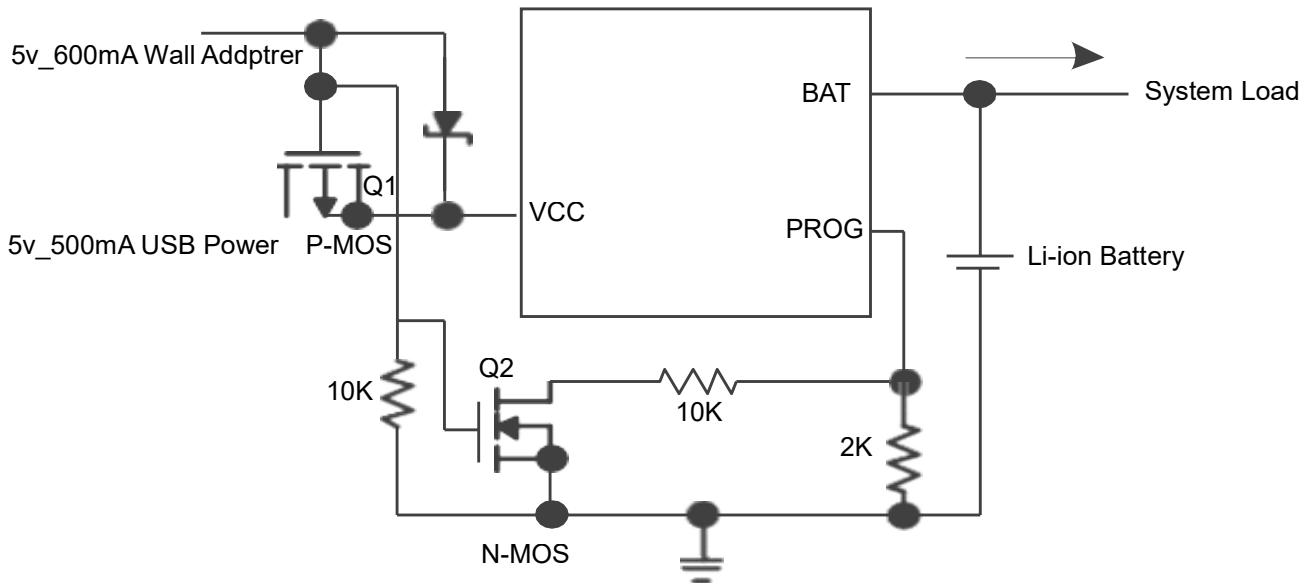 5v_600mA Wall Addptrer
BAT
System Load
Q1
VCC
PROG
5v_500mA USB Power
P-MOS
Li-ion Battery
Q2
10K
10K
2K
N-MOS